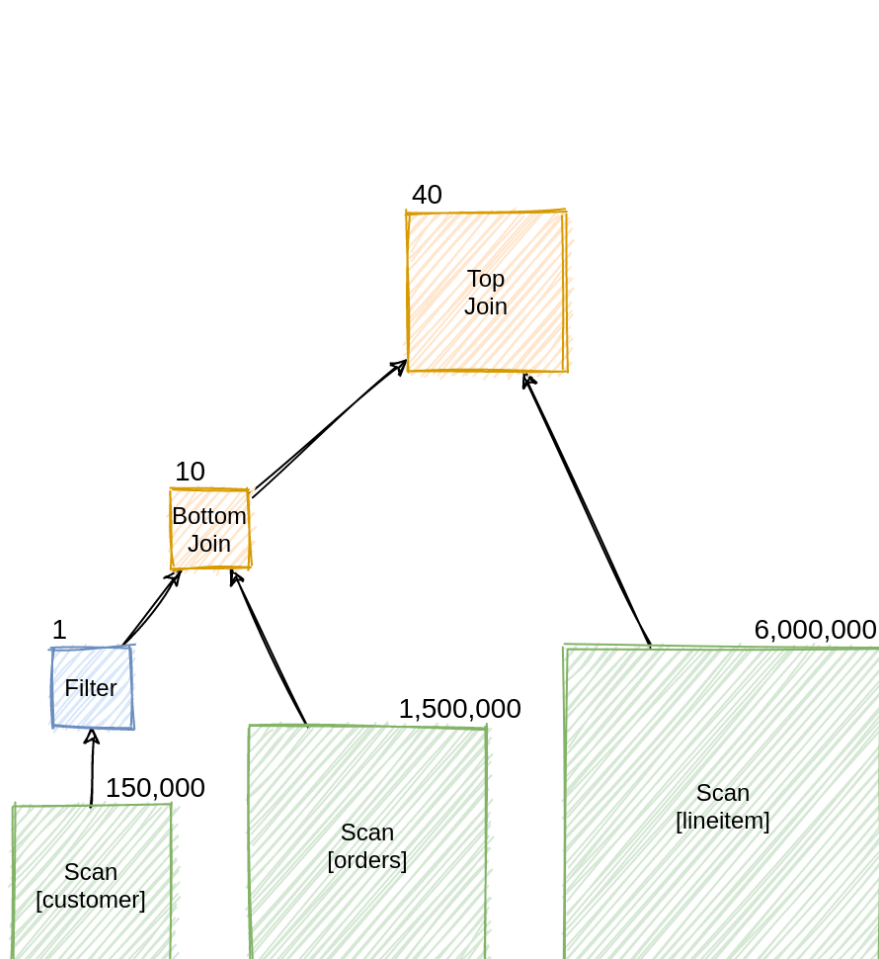 40
Top
Join
10
Bottom
Join
1
Filter
6,000,000
1,500,000
150,000
Scan
[lineitem]
Scan
[orders]
Scan
[customer]